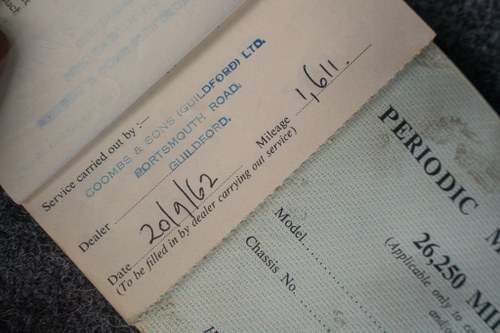 Service carried out by :—
COOMBS & SONS (GUILDFORD) LTD.
PORTSMOUTH ROAD.
GUILDFORD.
Dealer
Mileage 1,611.
Date 20/9/62
(To be filled in by dealer carrying out service)
PERIODIC M
26,250 MI
(Applicable only to
Model
Chassis No.